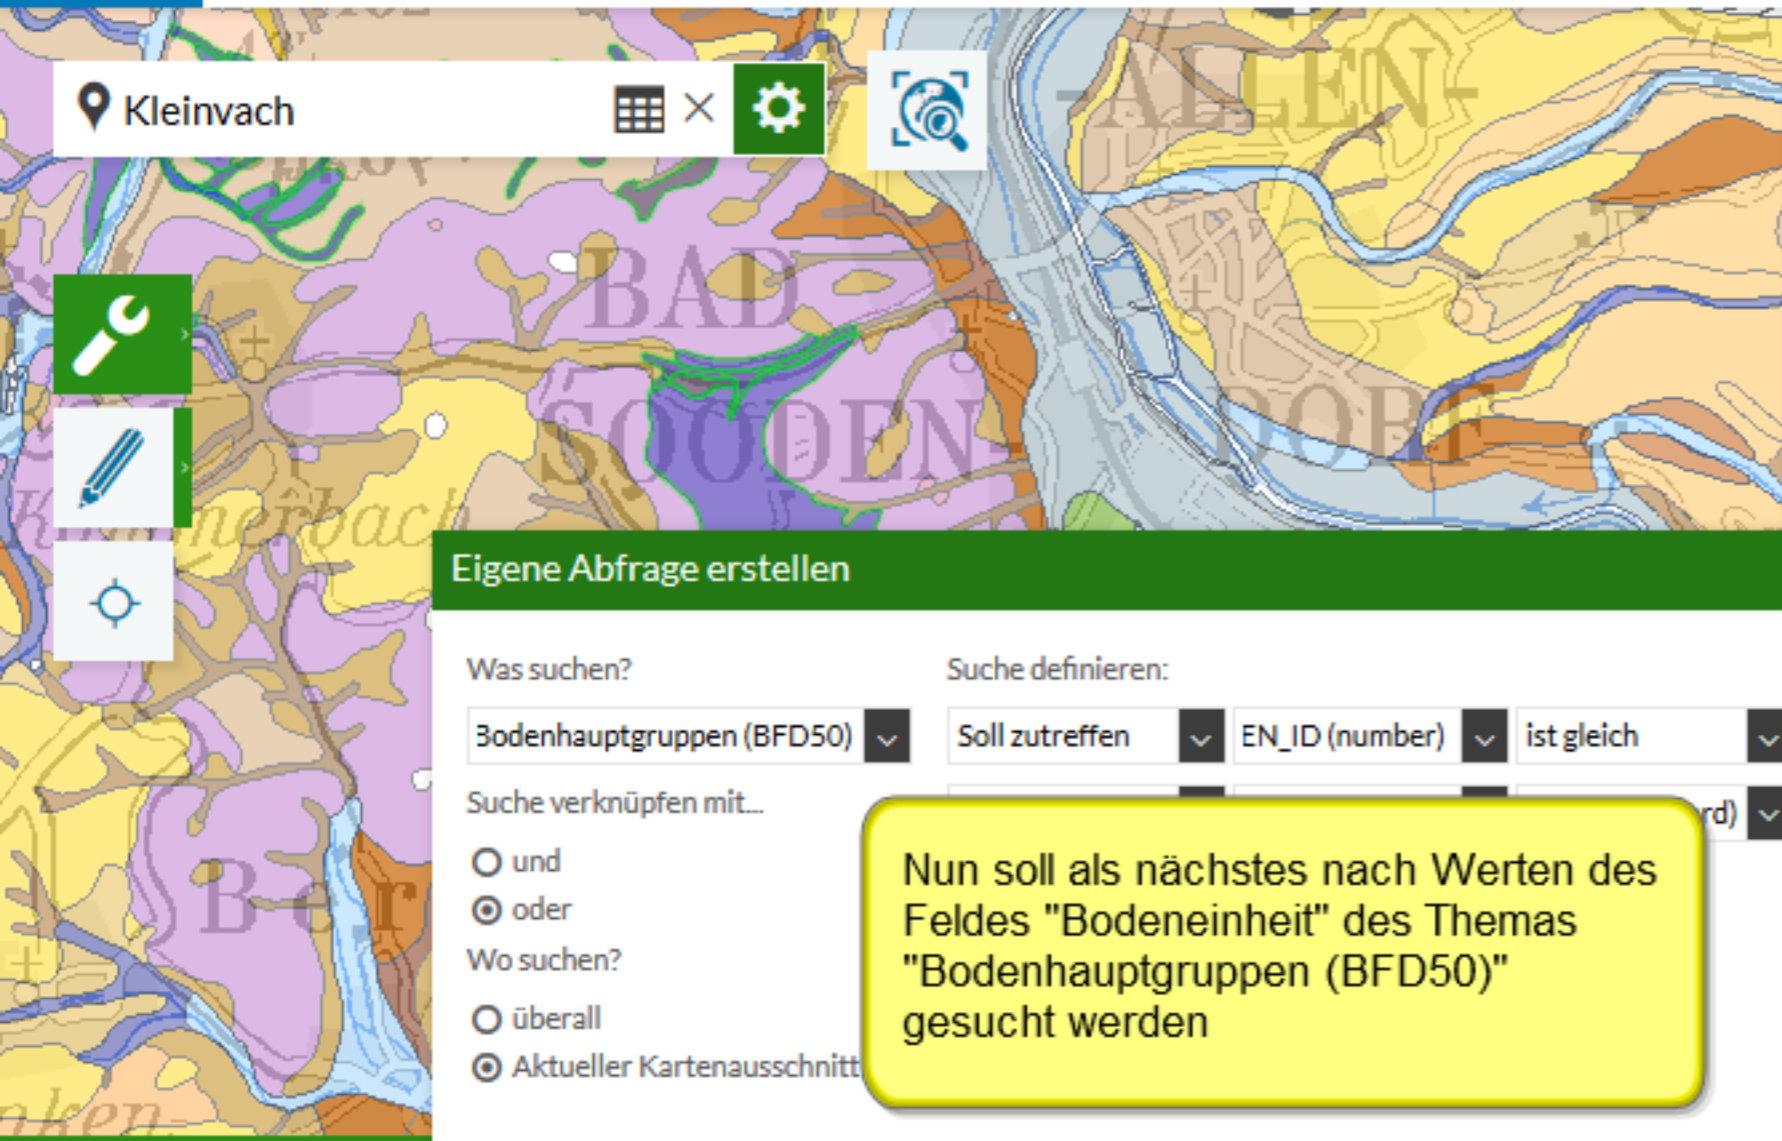 Kleinvach
-ALLEN-
BAD
SOODEN-
DORF
Eigene Abfrage erstellen
Was suchen?
Suche definieren:
Bodenhauptgruppen (BFD50)
Soll zutreffen
EN_ID (number)
ist gleich
Suche verknüpfen mit...
rd)
und
oder
Wo suchen?
überall
Aktueller Kartenausschnitt
Nun soll als nächstes nach Werten des
Feldes "Bodeneinheit" des Themas
"Bodenhauptgruppen (BFD50)"
gesucht werden